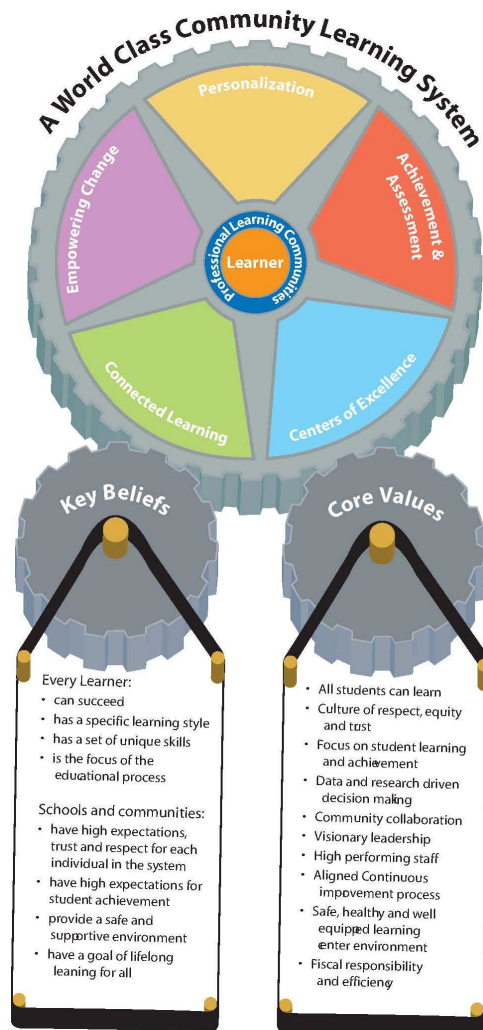 A World Class Community Learning System
Personalization
Achievement &
Assessment
Empowering Change
Professional Learning Communities
Learner
Connected Learning
Centers of Excellence
Key Beliefs
Every Learner:
• can succeed
• has a specific learning style
• has a set of unique skills
• is the focus of the
educational process
Schools and communities:
• have high expectations,
trust and respect for each
individual in the system
• have high expectations for
student achievement
• provide a safe and
supportive environment
• have a goal of lifelong
leaning for all
Core Values
• All students can learn
• Culture of respect, equity
and trust
• Focus on student learning
and achievement
• Data and research driven
decision making
• Community collaboration
• Visionary leadership
• High performing staff
• Aligned Continuous
improvement process
• Safe, healthy and well
equipped learning
center environment
• Fiscal responsibility
and efficiency